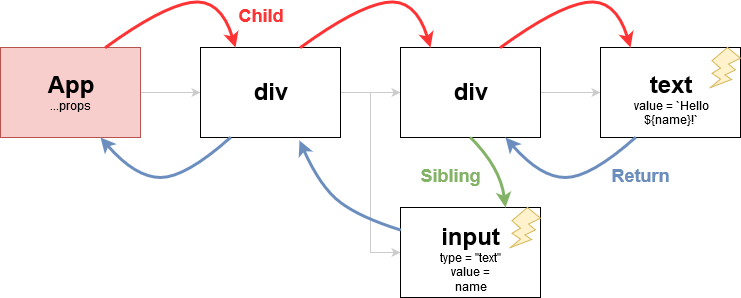 Child
App
...props
div
div
text
value = `Hello
${name}!`
Sibling
Return
input
type = "text"
value =
name